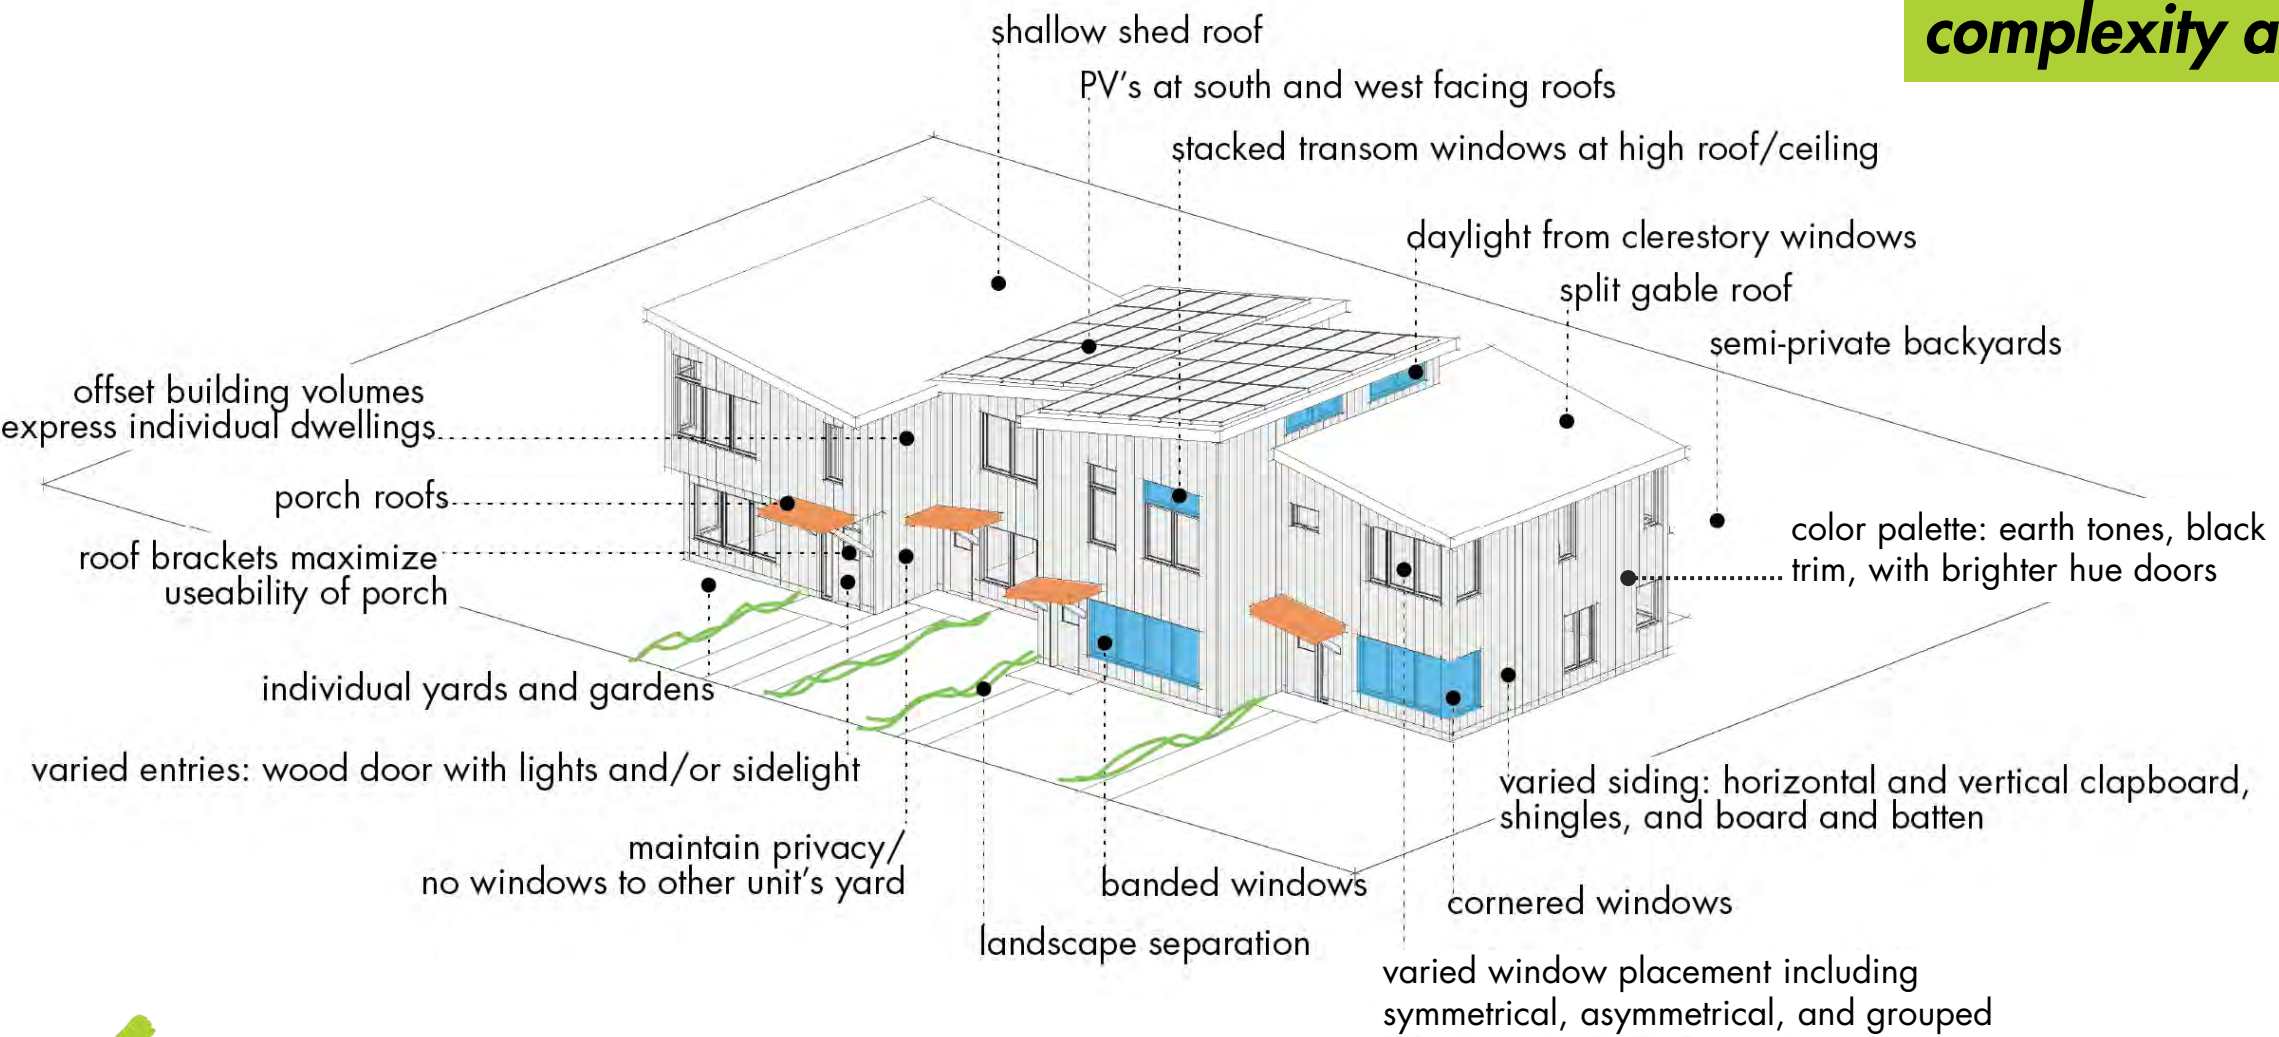 complexity a
shallow shed roof
PV's at south and west facing roofs
stacked transom windows at high roof/ceiling
daylight from clerestory windows
split gable roof
semi-private backyards
offset building volumes
express individual dwellings
porch roofs
roof brackets maximize
useability of porch
color palette: earth tones, black
trim, with brighter hue doors
individual yards and gardens
varied entries: wood door with lights and/or sidelight
varied siding: horizontal and vertical clapboard,
shingles, and board and batten
maintain privacy/
no windows to other unit's yard
banded windows
cornered windows
landscape separation
varied window placement including
symmetrical, asymmetrical, and grouped